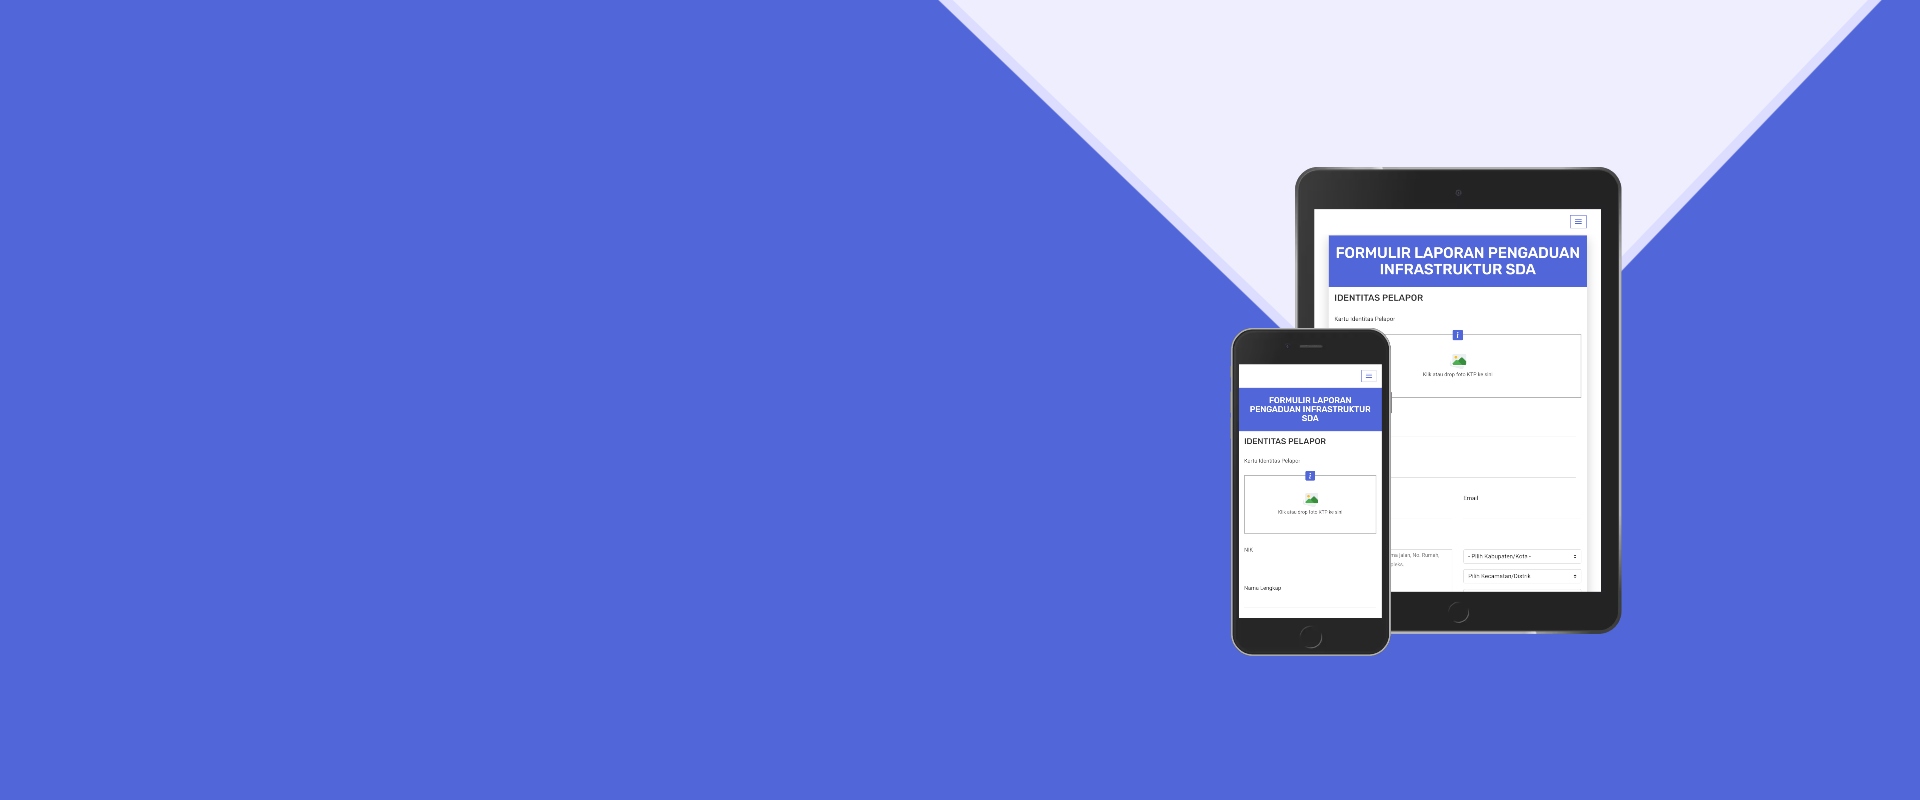 FORMULIR LAPORAN PENGADUAN
INFRASTRUKTUR SDA
IDENTITAS PELAPOR
Kartu Identitas Pelapor
i
Klik atau drop foto KTP ke sini.
Email
jalan, No. Rumah,
- Pilih Kabupaten/Kota -
Pilih Kecamatan/Distrik
FORMULIR LAPORAN
PENGADUAN INFRASTRUKTUR
SDA
IDENTITAS PELAPOR
Kartu Identitas Pelapor
i
Klik atau drop foto KTP ke sini.
NIK
Nama Lengkap